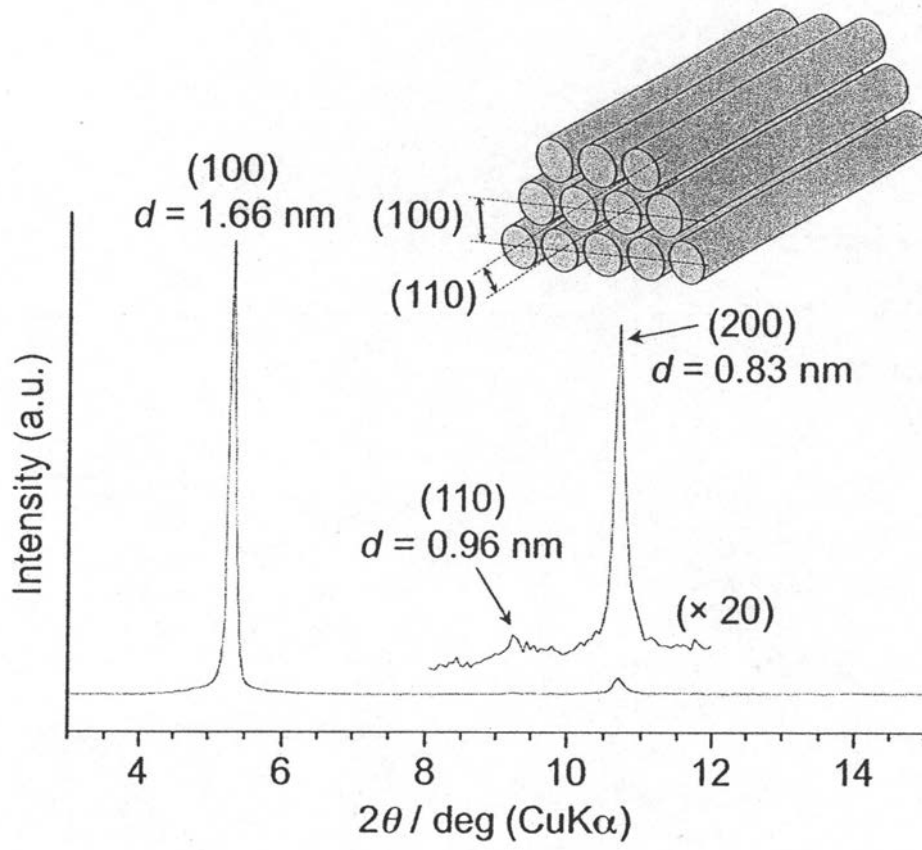 (100)
d = 1.66 nm
(100)
(110)
(200)
d = 0.83 nm
(110)
d = 0.96 nm
(× 20)
Intensity (a.u.)
4 6 8 10 12 14
2θ / deg (CuKα)